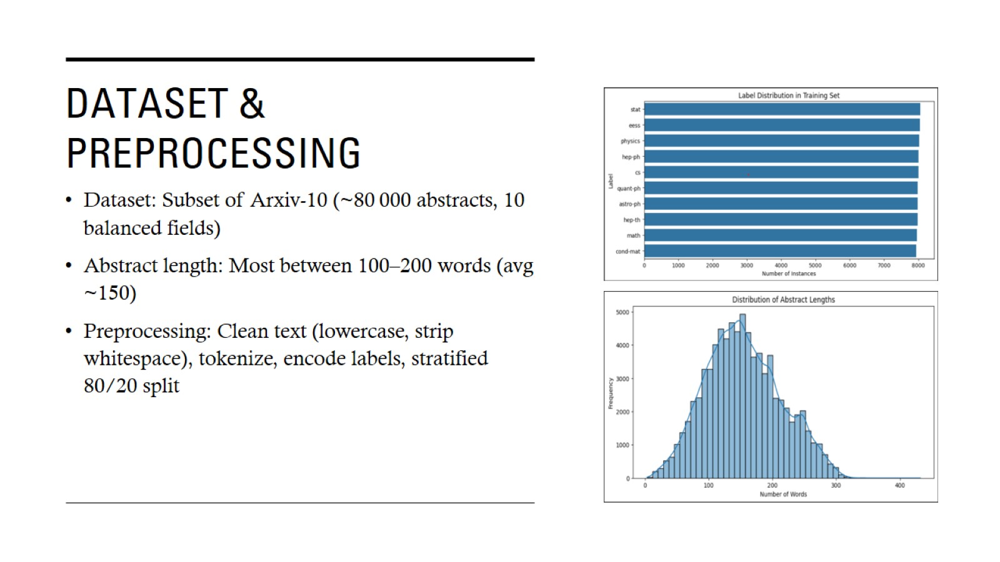 DATASET &
PREPROCESSING
• Dataset: Subset of Arxiv-10 (~80 000 abstracts, 10
balanced fields)
• Abstract length: Most between 100–200 words (avg
~150)
• Preprocessing: Clean text (lowercase, strip
whitespace), tokenize, encode labels, stratified
80/20 split
Label Distribution in Training Set
Label
stat
eess
physics
hep-ph
cs
quant-ph
astro-ph
hep-th
math
cond-mat
0 1000 2000 3000 4000 5000 6000 7000 8000
Number of Instances
Distribution of Abstract Lengths
Frequency
5000
4000
3000
2000
1000
0
0 100 200 300 400
Number of Words